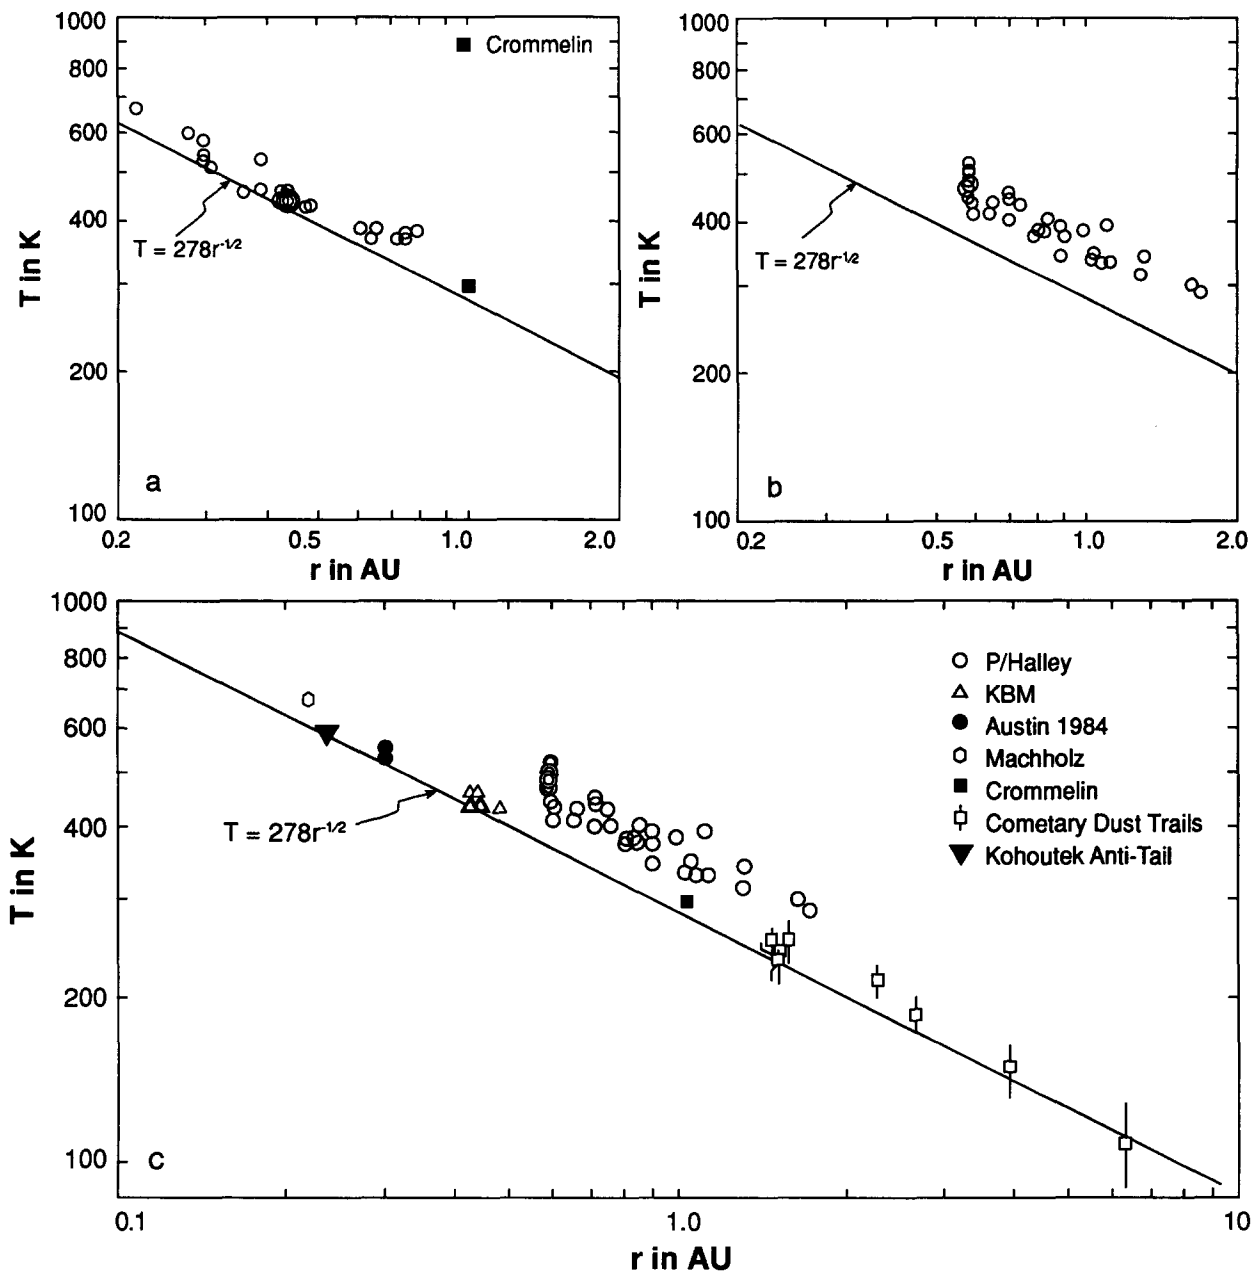 1000
800
600
400
200
100
T in K
Crommelin
T = 278r-1/2
a
0.2
0.5
1.0
2.0
r in AU
1000
800
600
400
200
100
T in K
T = 278r-1/2
b
0.2
0.5
1.0
2.0
r in AU
1000
800
600
400
200
100
T in K
P/Halley
KBM
Austin 1984
Machholz
Crommelin
Cometary Dust Trails
Kohoutek Anti-Tail
T = 278r-1/2
c
0.1
1.0
10
r in AU